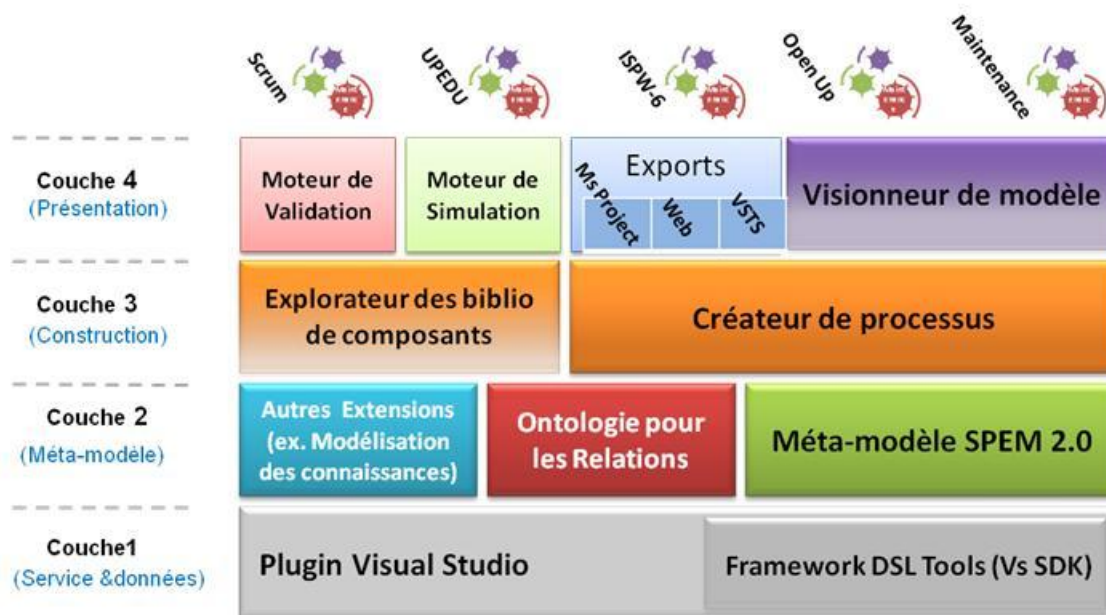 Scrum
UPEDU
ISPW-6
Open Up
Maintenance
Couche 4
(Présentation)
Moteur de
Validation
Moteur de
Simulation
Exports
Ms Project
Web
VSTS
Visionneur de modèle
Couche 3
(Construction)
Explorateur des biblio
de composants
Créateur de processus
Couche 2
(Méta-modèle)
Autres Extensions
(ex. Modélisation
des connaissances)
Ontologie pour
les Relations
Méta-modèle SPEM 2.0
Couche1
(Service &données)
Plugin Visual Studio
Framework DSL Tools (Vs SDK)